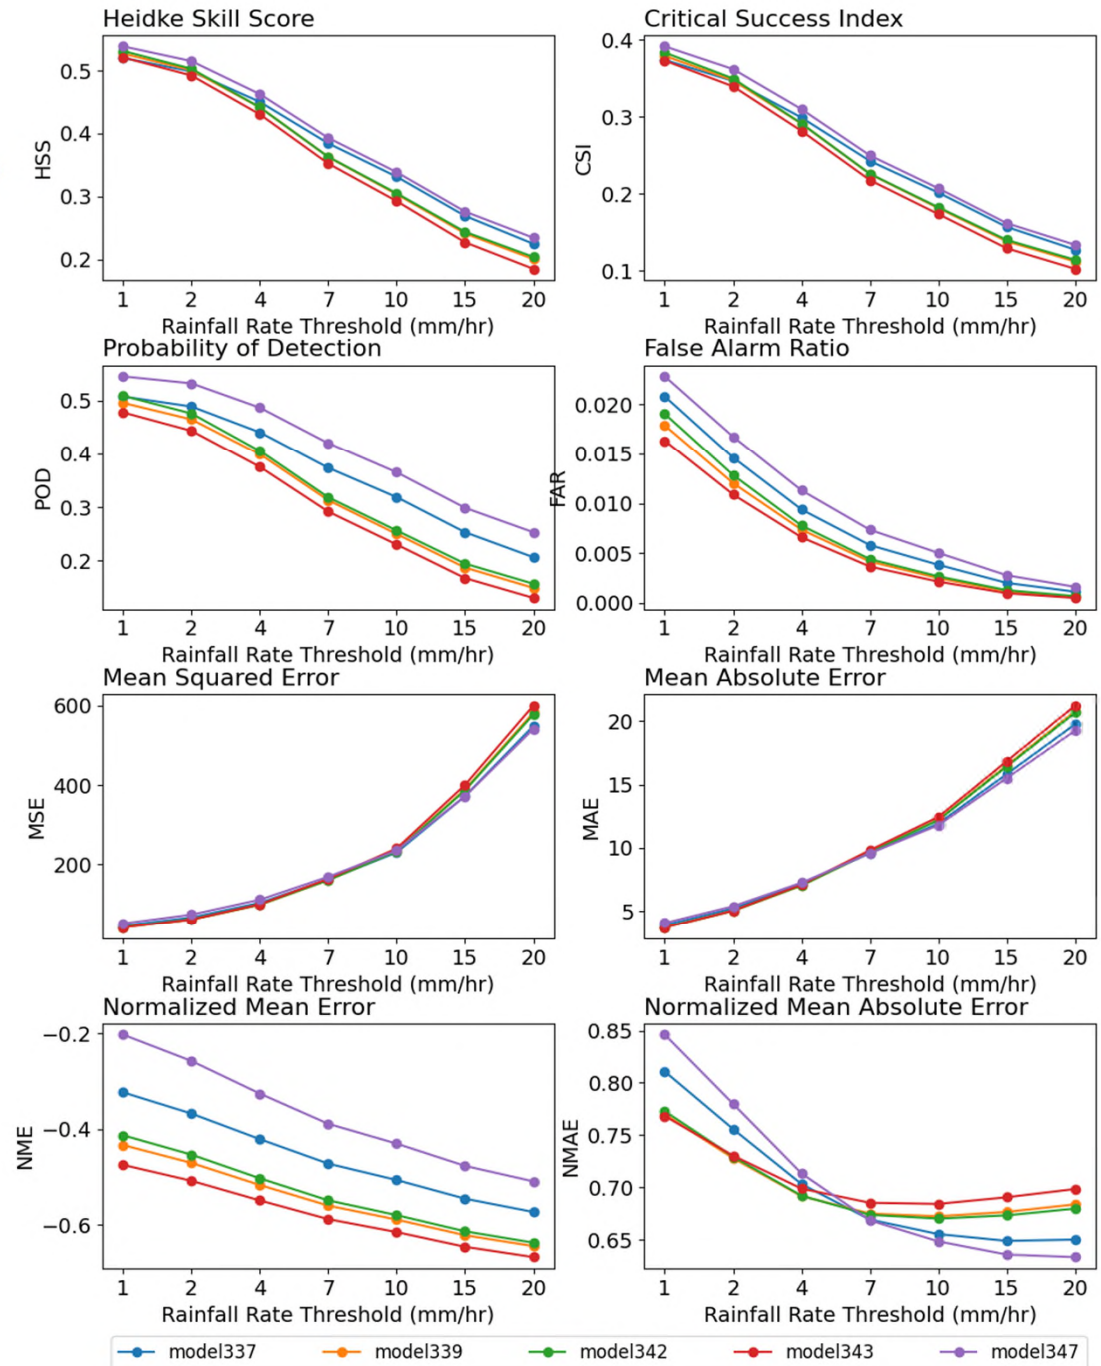 Heidke Skill Score
HSS
0.5
0.4
0.3
0.2
1 2 4 7 10 15 20
Rainfall Rate Threshold (mm/hr)
Critical Success Index
CSI
0.4
0.3
0.2
0.1
1 2 4 7 10 15 20
Rainfall Rate Threshold (mm/hr)
Probability of Detection
POD
0.5
0.4
0.3
0.2
1 2 4 7 10 15 20
Rainfall Rate Threshold (mm/hr)
False Alarm Ratio
FAR
0.020
0.015
0.010
0.005
0.000
1 2 4 7 10 15 20
Rainfall Rate Threshold (mm/hr)
Mean Squared Error
MSE
600
400
200
1 2 4 7 10 15 20
Rainfall Rate Threshold (mm/hr)
Mean Absolute Error
MAE
20
15
10
5
1 2 4 7 10 15 20
Rainfall Rate Threshold (mm/hr)
Normalized Mean Error
NME
−0.2
−0.4
−0.6
1 2 4 7 10 15 20
Rainfall Rate Threshold (mm/hr)
Normalized Mean Absolute Error
NMAE
0.85
0.80
0.75
0.70
0.65
1 2 4 7 10 15 20
Rainfall Rate Threshold (mm/hr)
model337 model339 model342 model343 model347